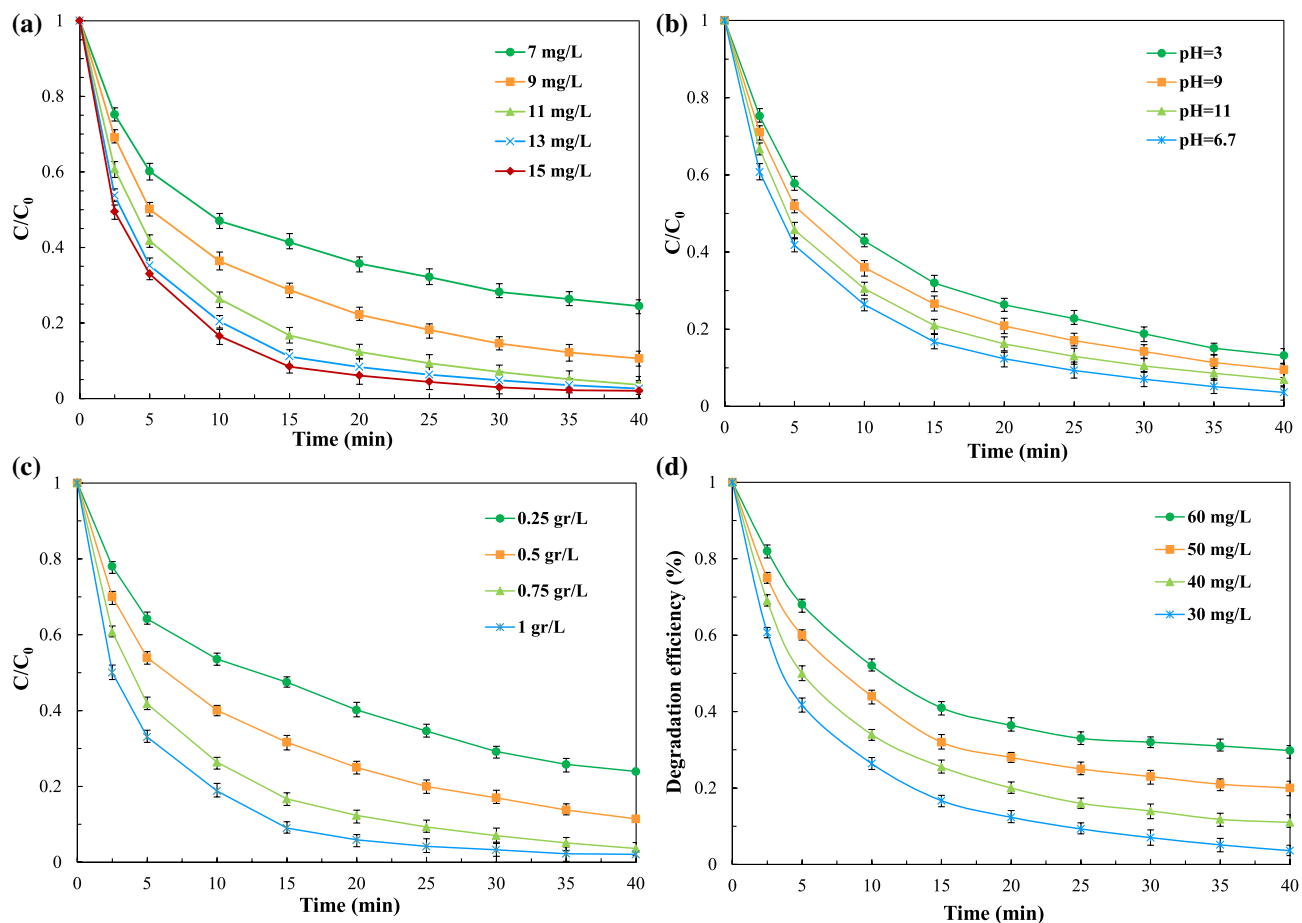 (a)
1
0.8
0.6
0.4
0.2
0
C/C0
0 5 10 15 20 25 30 35 40
Time (min)
7 mg/L
9 mg/L
11 mg/L
13 mg/L
15 mg/L
(b)
1
0.8
0.6
0.4
0.2
0
C/C0
0 5 10 15 20 25 30 35 40
Time (min)
pH=3
pH=9
pH=11
pH=6.7
(c)
1
0.8
0.6
0.4
0.2
0
C/C0
0 5 10 15 20 25 30 35 40
Time (min)
0.25 gr/L
0.5 gr/L
0.75 gr/L
1 gr/L
(d)
1
0.8
0.6
0.4
0.2
0
Degradation efficiency (%)
0 5 10 15 20 25 30 35 40
Time (min)
60 mg/L
50 mg/L
40 mg/L
30 mg/L